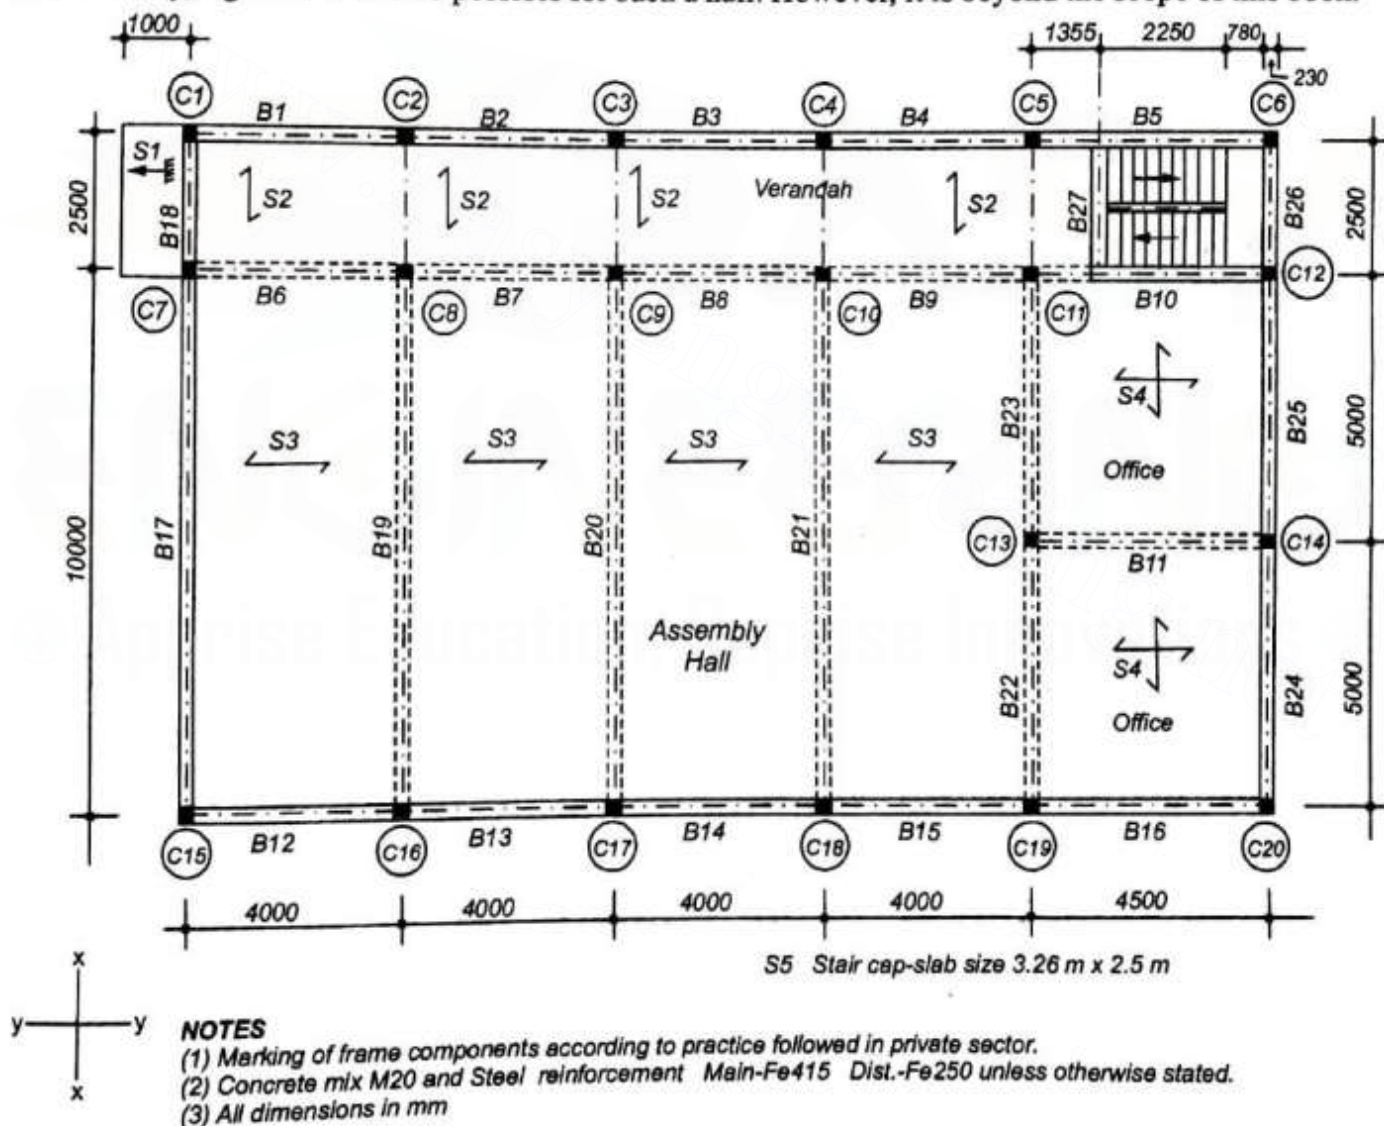 1000
1355 2250 780
230
C1 C2 C3 C4 C5 C6
B1 B2 B3 B4 B5
S1
2500
B18
S2 S2 S2 Verandah S2
B27
B26
2500
C7 B6 C8 B7 C9 B8 C10 B9 C11 B10 C12
S4
B23
B25
5000
S3 S3 S3 S3
Office
10000
B17 B19 B20 B21
C13 B11 C14
Assembly
Hall
S4
B22
B24
5000
Office
C15 B12 C16 B13 C17 B14 C18 B15 C19 B16 C20
4000 4000 4000 4000 4500
S5 Stair cap-slab size 3.26 m x 2.5 m
x
y y
x
NOTES
(1) Marking of frame components according to practice followed in private sector.
(2) Concrete mix M20 and Steel reinforcement Main-Fe415 Dist.-Fe250 unless otherwise stated.
(3) All dimensions in mm